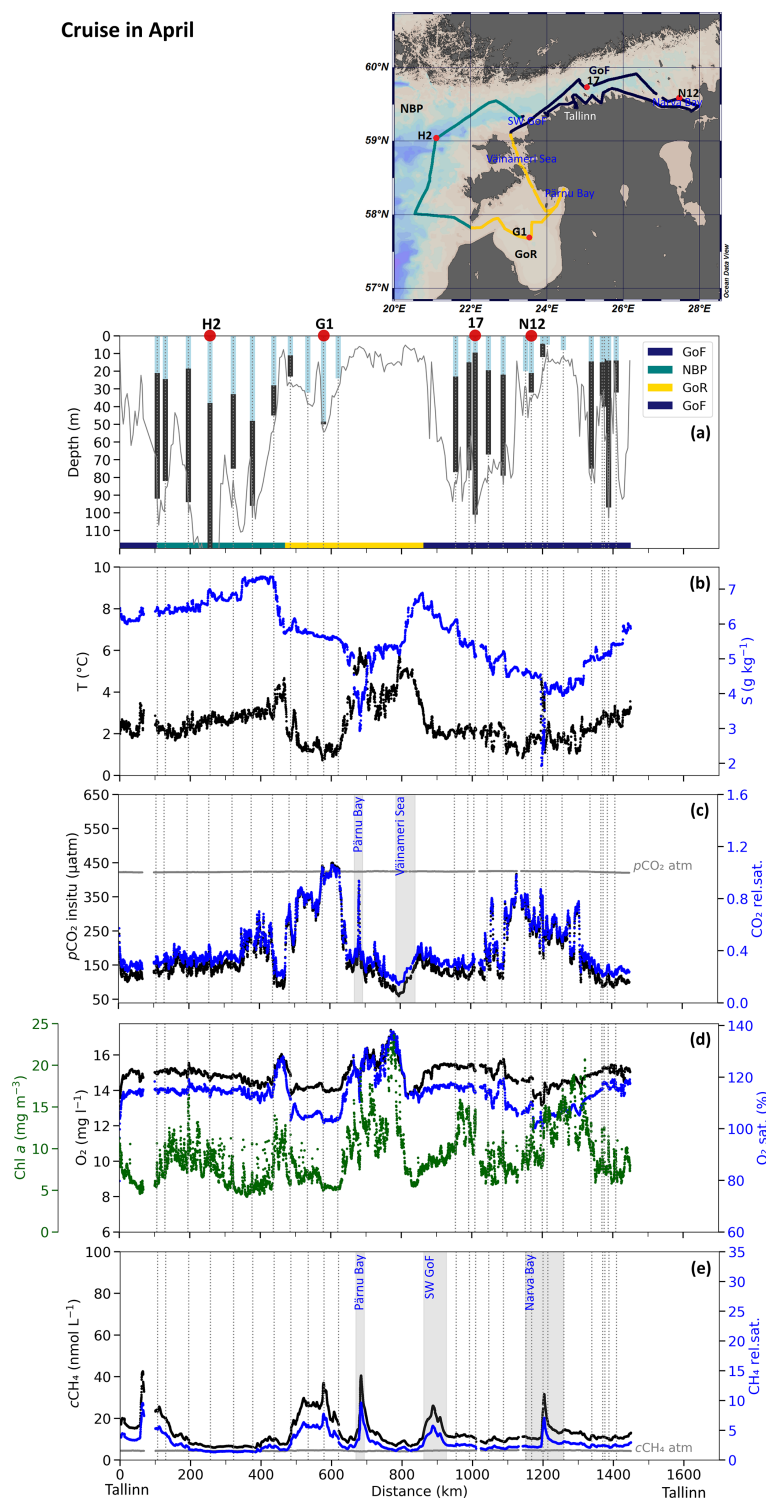 Cruise in April
60°N
59°N
58°N
57°N
20°E
22°E
24°E
26°E
28°E
GoF
17
N12
Narva Bay
NBP
SW GoF
Tallinn
H2
Väinameri Sea
Pärnu Bay
G1
GoR
Ocean Data View
H2
G1
17
N12
0
10
20
30
40
50
60
70
80
90
100
110
Depth (m)
GoF
NBP
GoR
GoF
(a)
10
8
6
4
2
0
T (°C)
(b)
7
6
5
4
3
2
S (g kg⁻¹)
650
550
450
350
250
150
50
pCO₂ insitu (µatm)
Pärnu Bay
Väinameri Sea
(c)
pCO₂ atm
1.6
1.2
0.8
0.4
0.0
CO₂ rel.sat.
25
20
15
10
5
0
Chl a (mg m⁻³)
16
14
12
10
8
6
O₂ (mg l⁻¹)
(d)
140
120
100
80
60
O₂ sat. (%)
100
80
60
40
20
0
cCH₄ (nmol L⁻¹)
Pärnu Bay
SW GoF
Narva Bay
(e)
cCH₄ atm
35
30
25
20
15
10
5
0
CH₄ rel.sat.
0
200
400
600
800
1000
1200
1400
1600
Tallinn
Distance (km)
Tallinn